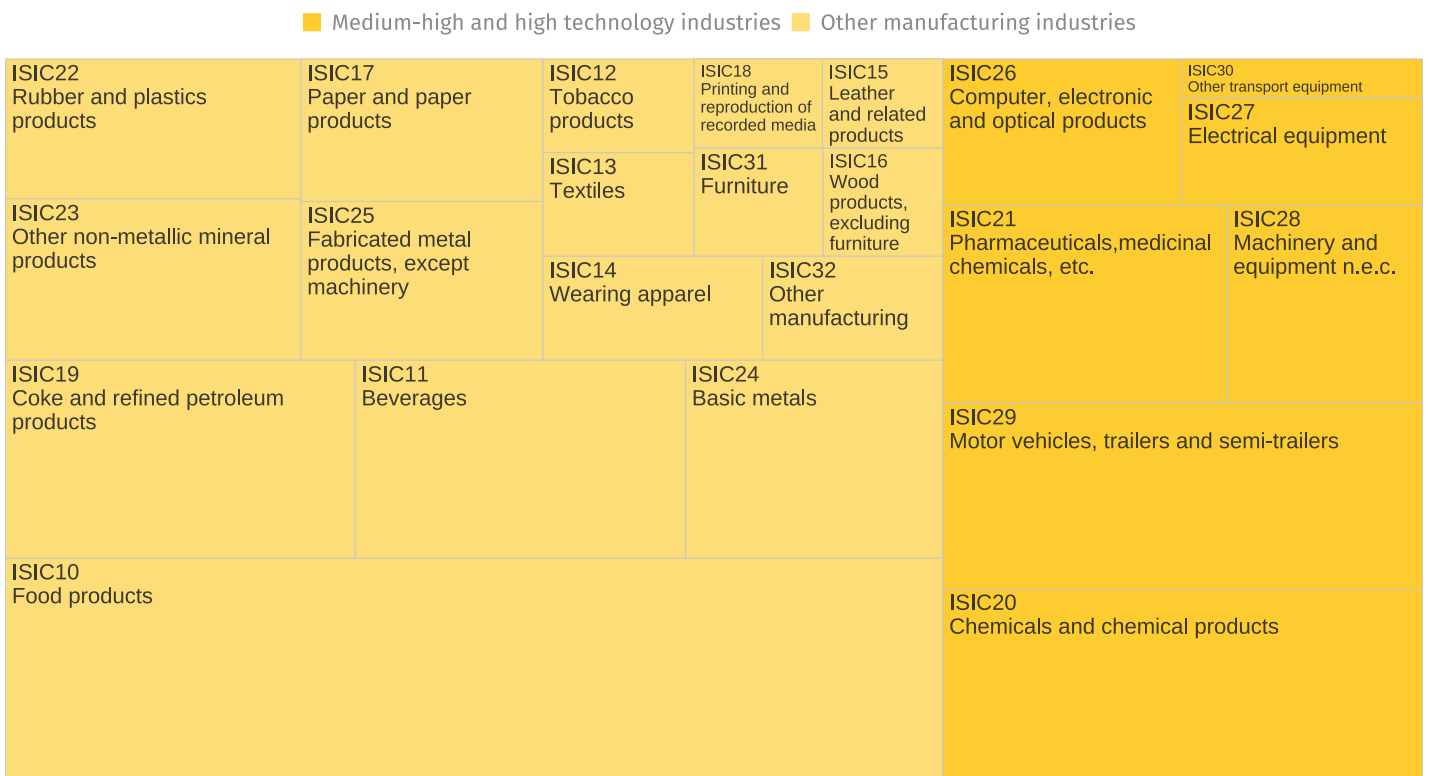 Medium-high and high technology industries
Other manufacturing industries
ISIC22
Rubber and plastics
products
ISIC17
Paper and paper
products
ISIC12
Tobacco
products
ISIC18
Printing and
reproduction of
recorded media
ISIC15
Leather
and related
products
ISIC26
Computer, electronic
and optical products
ISIC30
Other transport equipment
ISIC27
Electrical equipment
ISIC13
Textiles
ISIC31
Furniture
ISIC16
Wood
products,
excluding
furniture
ISIC23
Other non-metallic mineral
products
ISIC25
Fabricated metal
products, except
machinery
ISIC14
Wearing apparel
ISIC32
Other
manufacturing
ISIC21
Pharmaceuticals,medicinal
chemicals, etc.
ISIC28
Machinery and
equipment n.e.c.
ISIC19
Coke and refined petroleum
products
ISIC11
Beverages
ISIC24
Basic metals
ISIC29
Motor vehicles, trailers and semi-trailers
ISIC10
Food products
ISIC20
Chemicals and chemical products